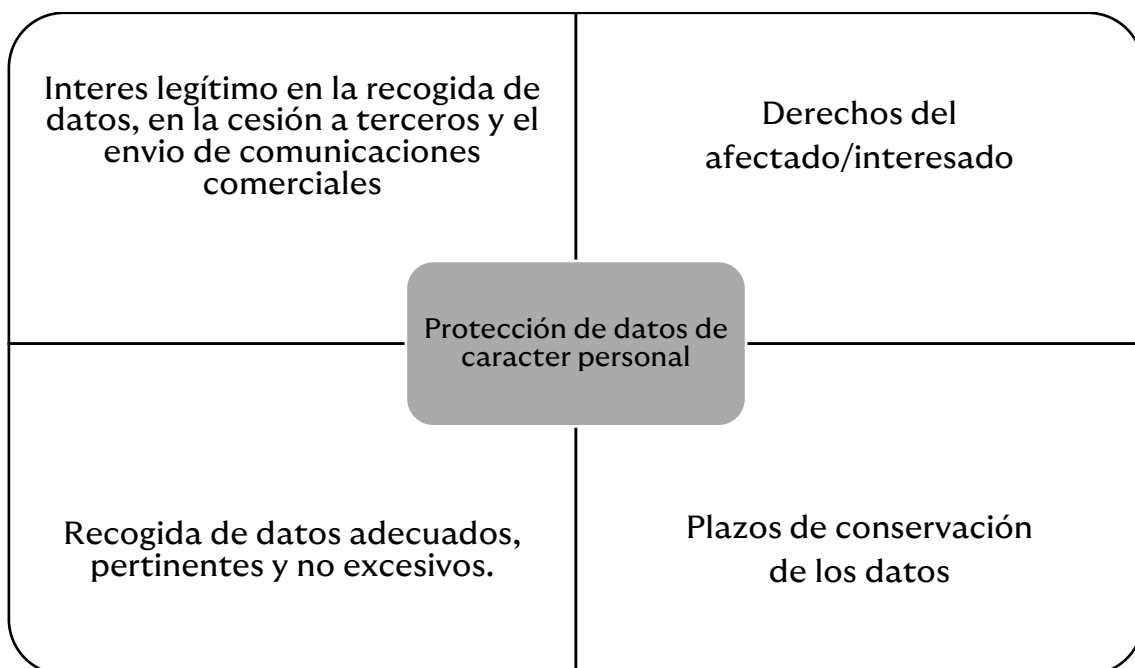 Interes legítimo en la recogida de
datos, en la cesión a terceros y el
envio de comunicaciones
comerciales
Derechos del
afectado/interesado
Protección de datos de
caracter personal
Recogida de datos adecuados,
pertinentes y no excesivos.
Plazos de conservación
de los datos